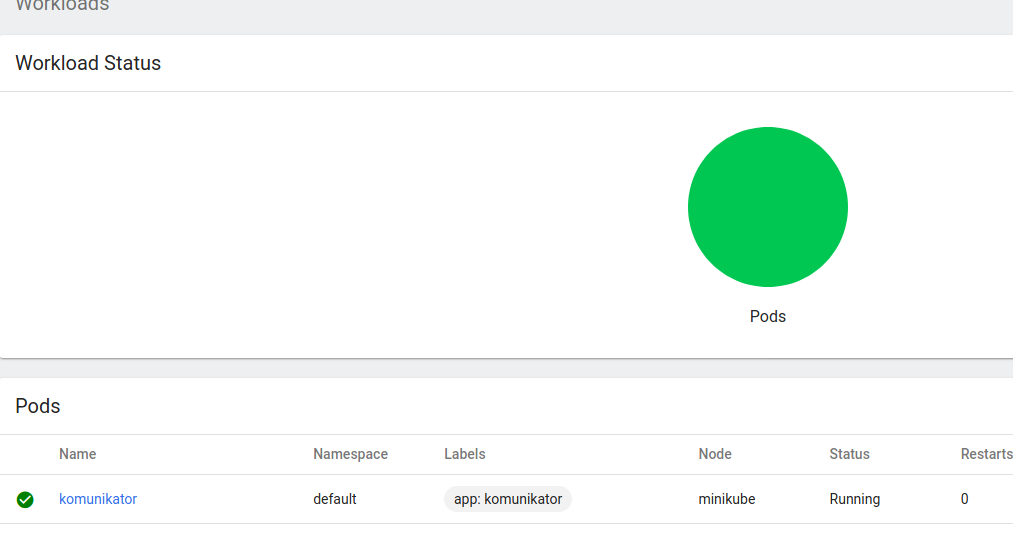 Workloads
Workload Status
Pods
Pods
Name Namespace Labels Node Status Restarts
komunikator default app: komunikator minikube Running 0